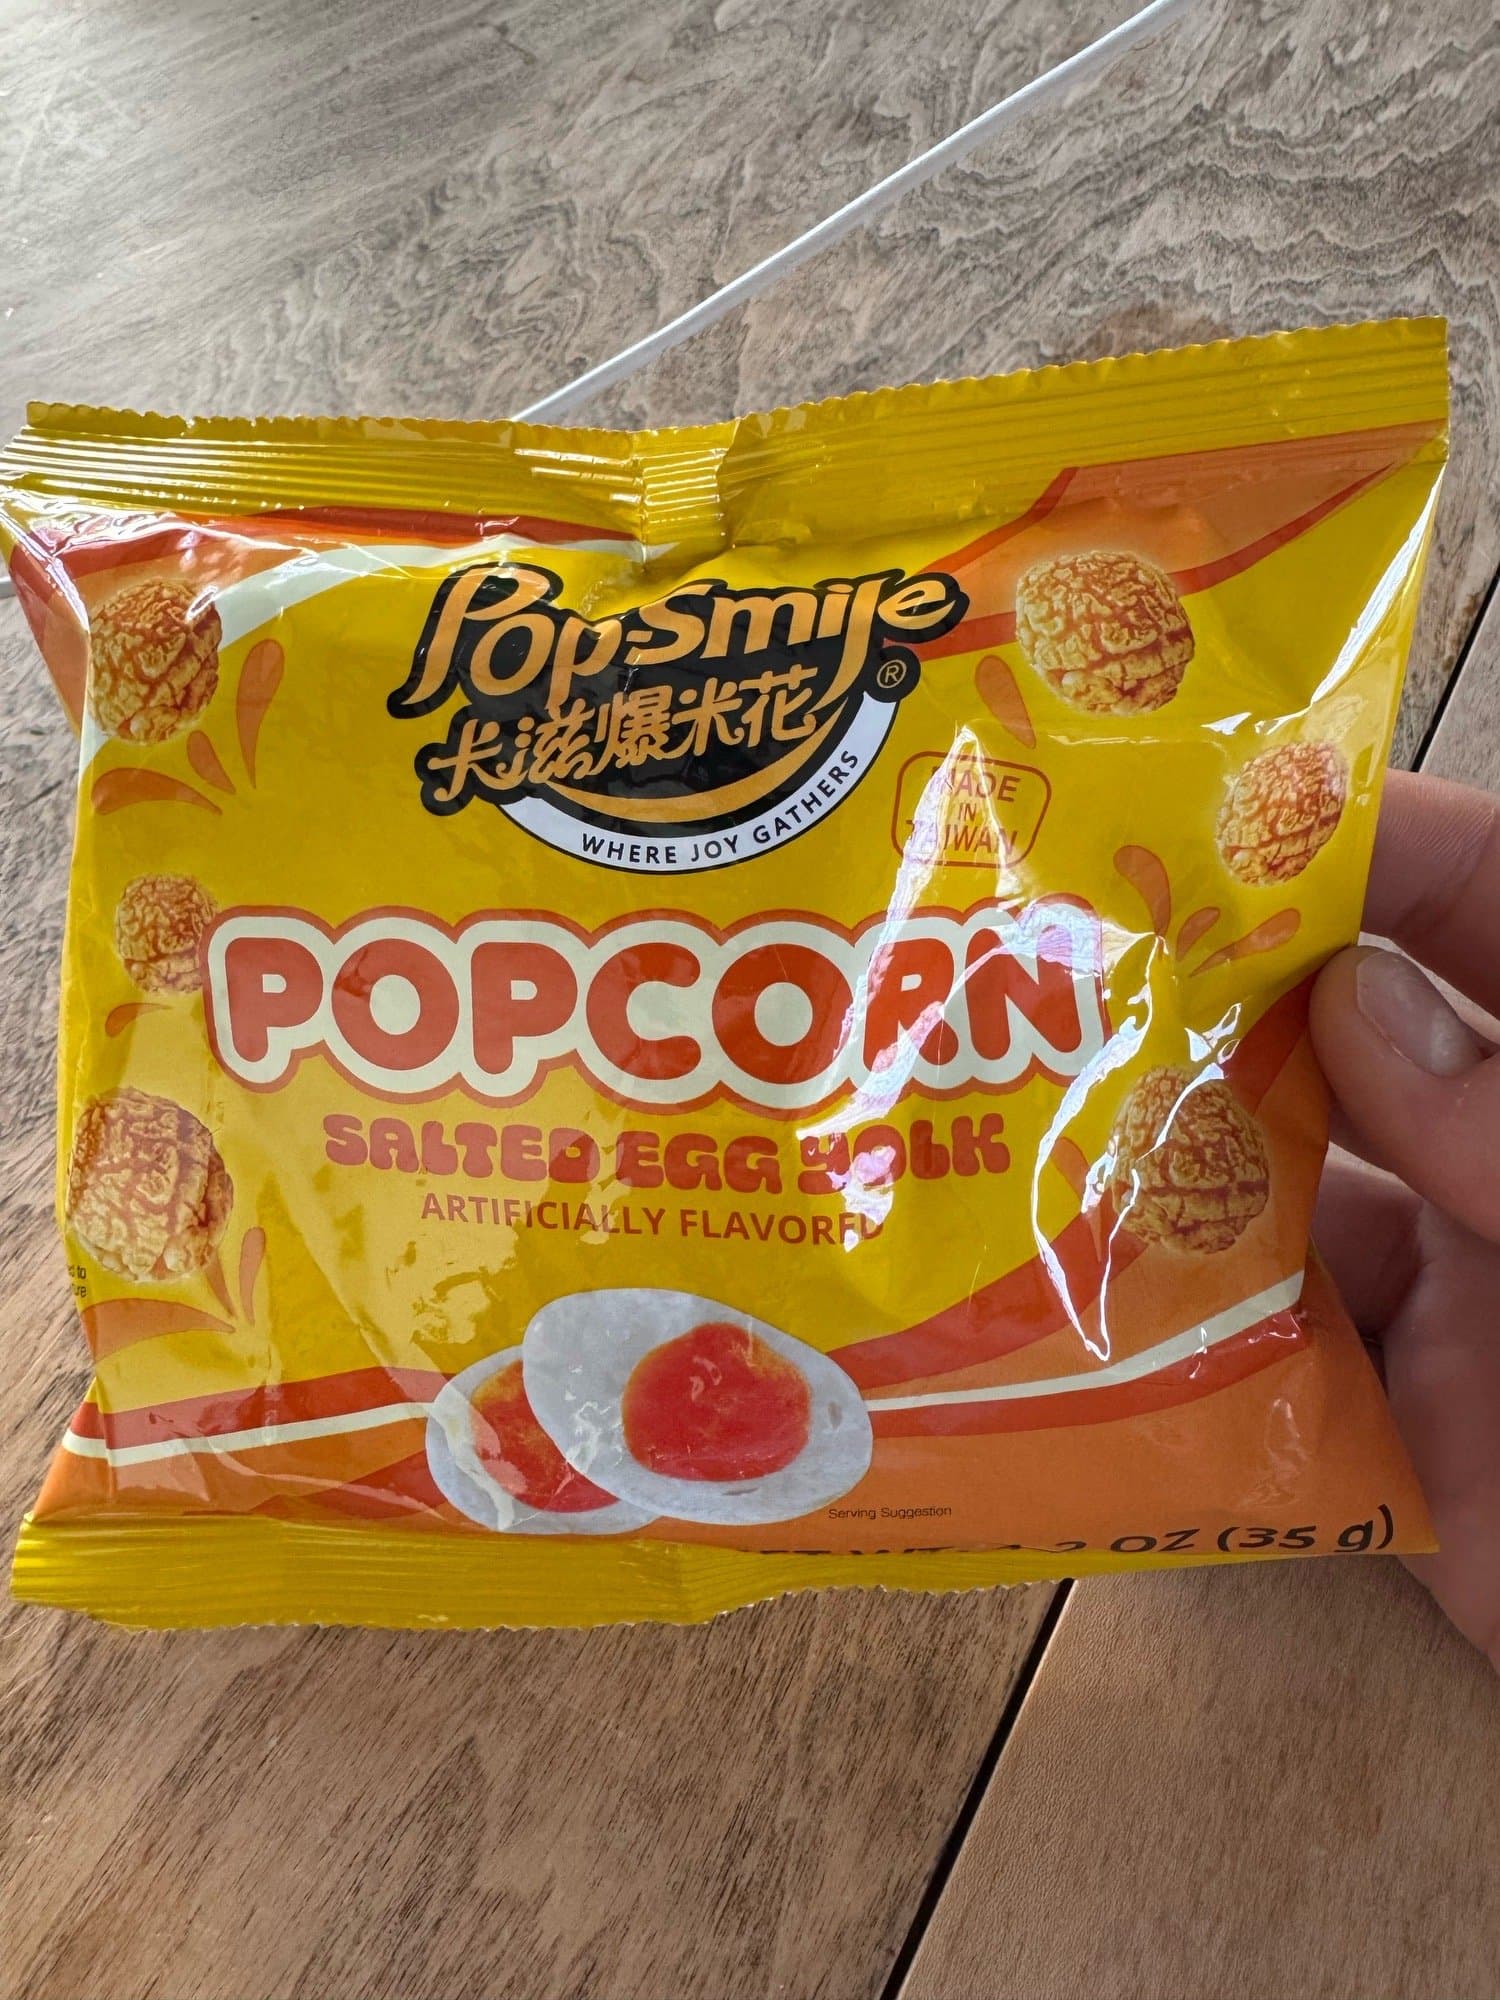 Pop-Smile®
卡滋爆米花
WHERE JOY GATHERS
MADE
IN
TAIWAN
POPCORN
SALTED EGG YOLK
ARTIFICIALLY FLAVORED
Serving Suggestion
OZ (35 g)